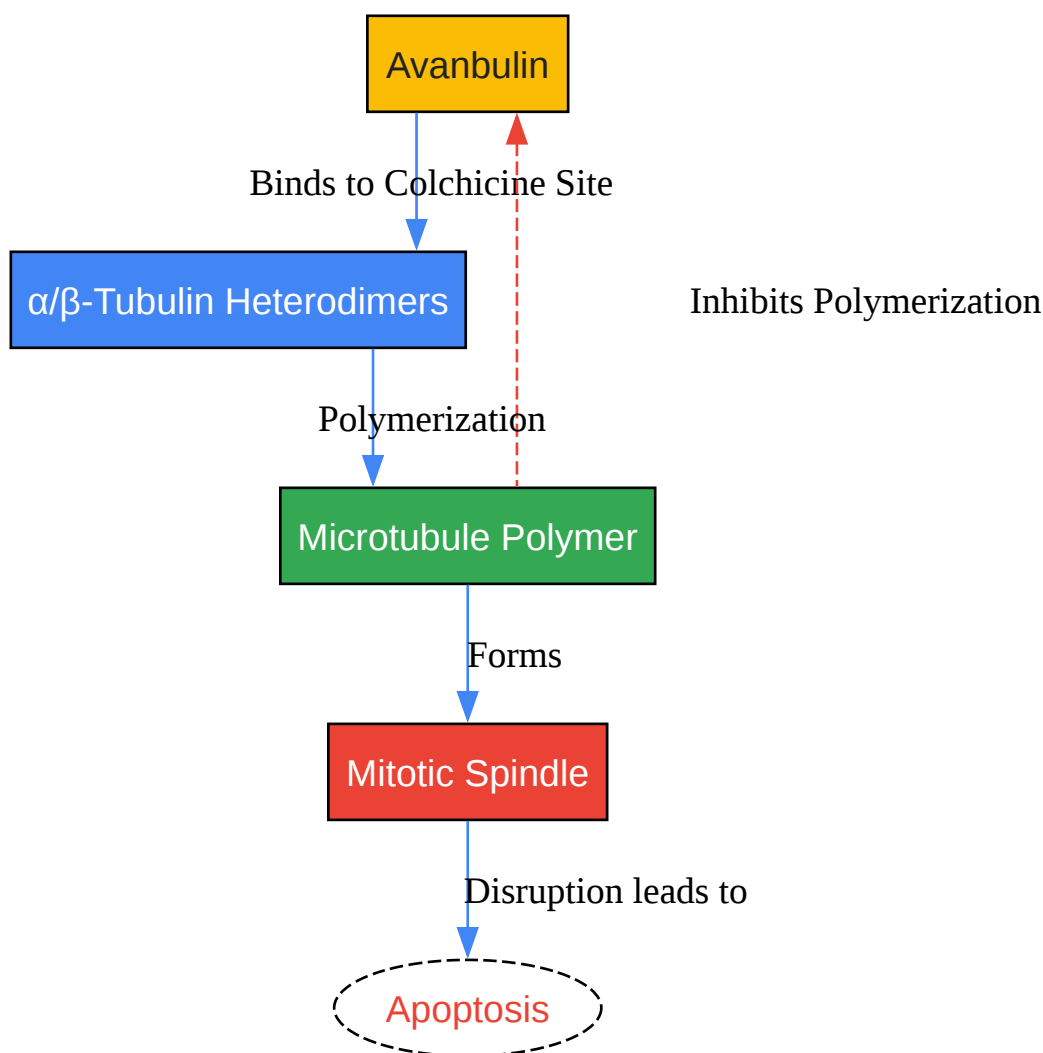 Avanbulin
Binds to Colchicine Site
α/β-Tubulin Heterodimers
Inhibits Polymerization
Polymerization
Microtubule Polymer
Forms
Mitotic Spindle
Disruption leads to
Apoptosis